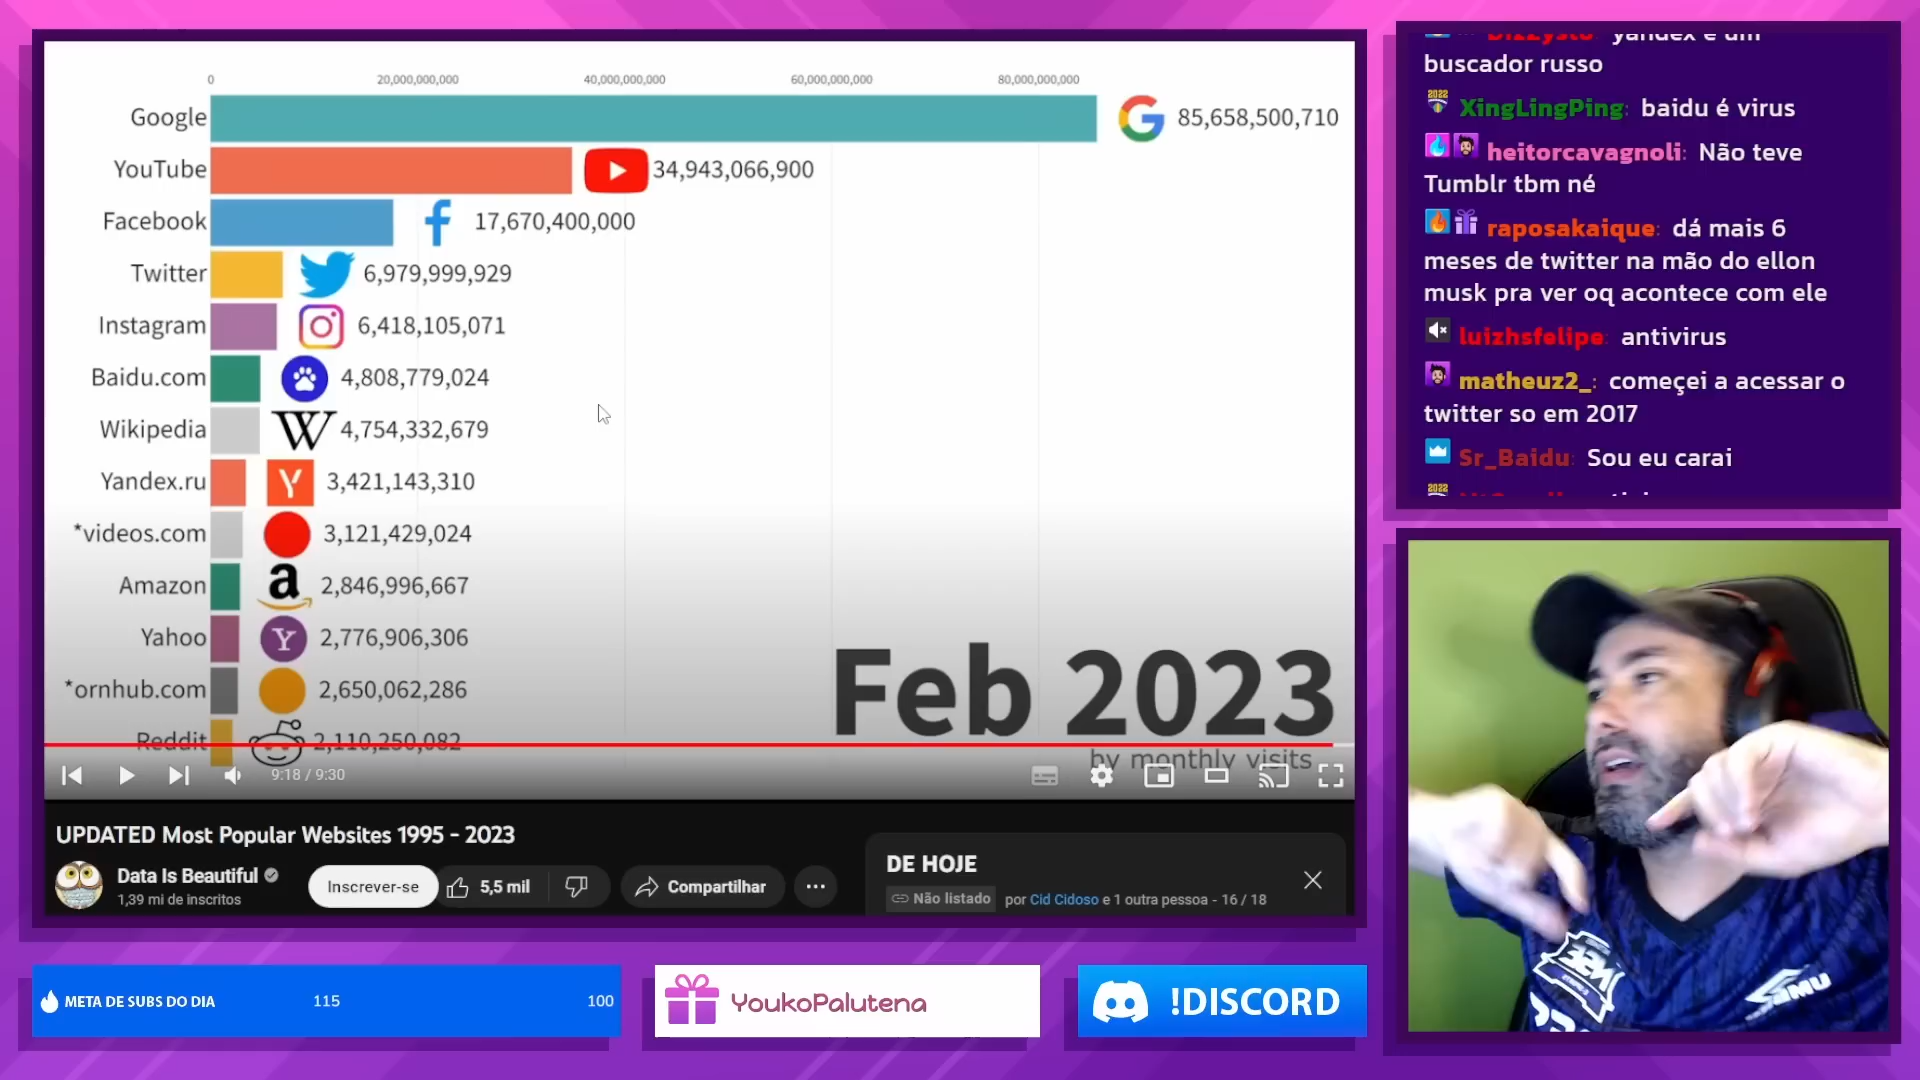 0 20,000,000,000 40,000,000,000 60,000,000,000 80,000,000,000
Google 85,658,500,710
YouTube 34,943,066,900
Facebook 17,670,400,000
Twitter 6,979,999,929
Instagram 6,418,105,071
Baidu.com 4,808,779,024
Wikipedia W 4,754,332,679
Yandex.ru Y 3,421,143,310
*videos.com 3,121,429,024
Amazon a 2,846,996,667
Yahoo Y 2,776,906,306
*ornhub.com 2,650,062,286
Reddit 2,110,250,082
Feb 2023
by monthly visits
9:18 / 9:30
UPDATED Most Popular Websites 1995 - 2023
Data Is Beautiful
1,39 mi de inscritos
Inscrever-se
5,5 mil
Compartilhar
DE HOJE
Não listado por Cid Cidoso e 1 outra pessoa - 16 / 18
yandex é um
buscador russo
XingLingPing: baidu é virus
heitorcavagnoli: Não teve
Tumblr tbm né
raposakaique: dá mais 6
meses de twitter na mão do ellon
musk pra ver oq acontece com ele
luizhsfelipe: antivirus
matheuz2_: começei a acessar o
twitter so em 2017
Sr_Baidu: Sou eu carai
META DE SUBS DO DIA 115 100
YoukoPalutena
!DISCORD